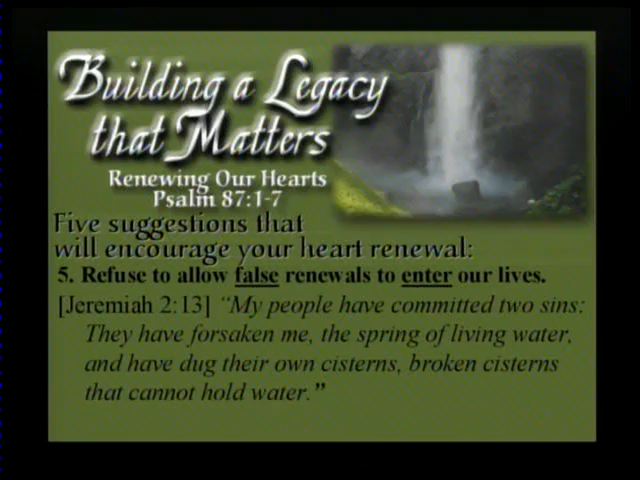 Building a Legacy
that Matters
Renewing Our Hearts
Psalm 87:1-7
Five suggestions that
will encourage your heart renewal:
5. Refuse to allow false renewals to enter our lives.
[Jeremiah 2:13] “My people have committed two sins:
They have forsaken me, the spring of living water,
and have dug their own cisterns, broken cisterns
that cannot hold water.”